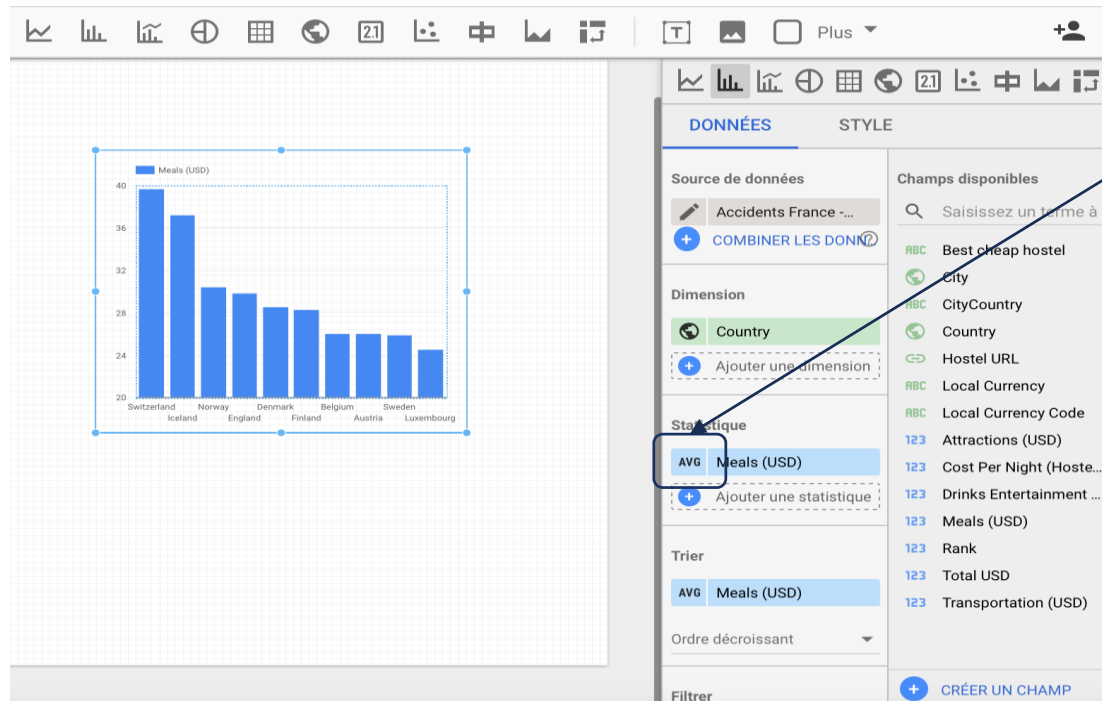 2.1
T
Plus
2.1
DONNÉES
STYLE
Meals (USD)
40
36
32
28
24
20
Switzerland
Norway
Denmark
Belgium
Sweden
Iceland
England
Finland
Austria
Luxembourg
Source de données
Accidents France -...
COMBINER LES DONN...
Dimension
Country
Ajouter une dimension
Statistique
AVG Meals (USD)
Ajouter une statistique
Trier
AVG Meals (USD)
Ordre décroissant
Filtrer
Champs disponibles
Saisissez un terme à
ABC Best cheap hostel
City
ABC CityCountry
Country
Hostel URL
ABC Local Currency
ABC Local Currency Code
123 Attractions (USD)
123 Cost Per Night (Hoste...
123 Drinks Entertainment ...
123 Meals (USD)
123 Rank
123 Total USD
123 Transportation (USD)
CRÉER UN CHAMP